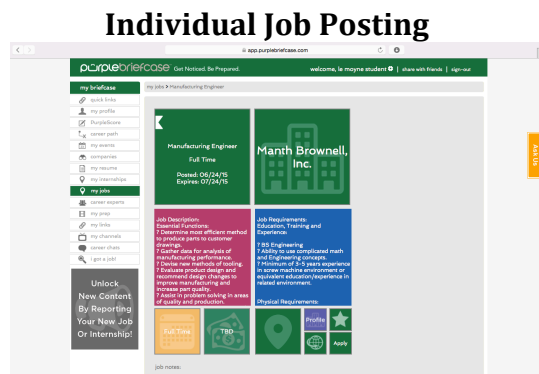 Individual Job Posting
app.purplebriefcase.com
purplebriefcase Get Noticed. Be Prepared.
welcome, le moyne student | share with friends | sign-out
my briefcase
quick links
my profile
PurpleScore
career path
my events
companies
my resume
my internships
my jobs
career experts
my prep
my links
my channels
career chats
i got a job!
Unlock
New Content
By Reporting
Your New Job
Or Internship!
my jobs > Manufacturing Engineer
Manufacturing Engineer
Full Time
Posted: 06/24/15
Expires: 07/24/15
Manth Brownell,
Inc.
Job Description:
Essential Functions:
? Determine most efficient method
to produce parts to customer
drawings.
? Gather data for analysis of
manufacturing performance.
? Devise new methods of tooling.
? Evaluate product design and
recommend design changes to
improve manufacturing and
increase part quality.
? Assist in problem solving in areas
of quality and production.
Job Requirements:
Education, Training and
Experience:
? BS Engineering
? Ability to use complicated math
and Engineering concepts.
? Minimum of 3-5 years experience
in screw machine environment or
equivalent education/experience in
related environment.
Physical Requirements:
Full Time
TBD
Profile
Apply
job notes:
Ask Us